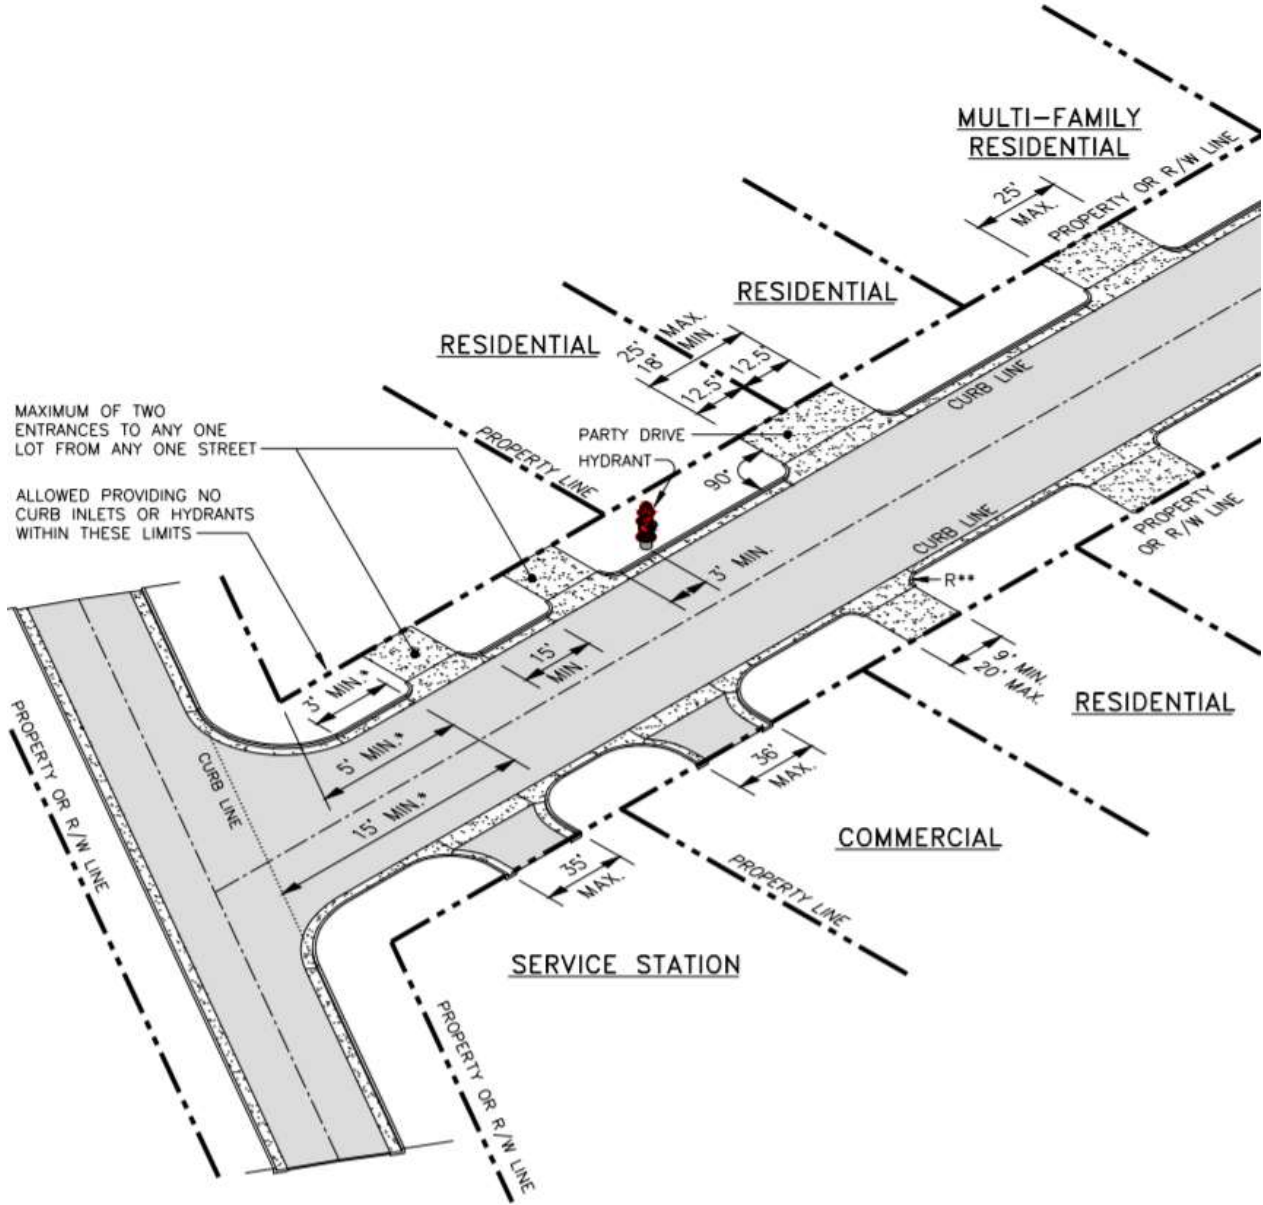 MULTI-FAMILY
RESIDENTIAL
25'
MAX.
PROPERTY OR R/W LINE
RESIDENTIAL
RESIDENTIAL
25' MAX.
18' MIN.
12.5'
12.5'
CURB LINE
MAXIMUM OF TWO
ENTRANCES TO ANY ONE
LOT FROM ANY ONE STREET
PROPERTY LINE
PARTY DRIVE
HYDRANT
90°
ALLOWED PROVIDING NO
CURB INLETS OR HYDRANTS
WITHIN THESE LIMITS
CURB LINE
PROPERTY
OR R/W LINE
3' MIN.
R**
15'
MIN.
3' MIN.*
9' MIN.
20' MAX.
RESIDENTIAL
PROPERTY OR R/W LINE
CURB LINE
5' MIN.*
15' MIN.*
36'
MAX.
COMMERCIAL
35'
MAX.
PROPERTY LINE
SERVICE STATION
PROPERTY OR R/W LINE